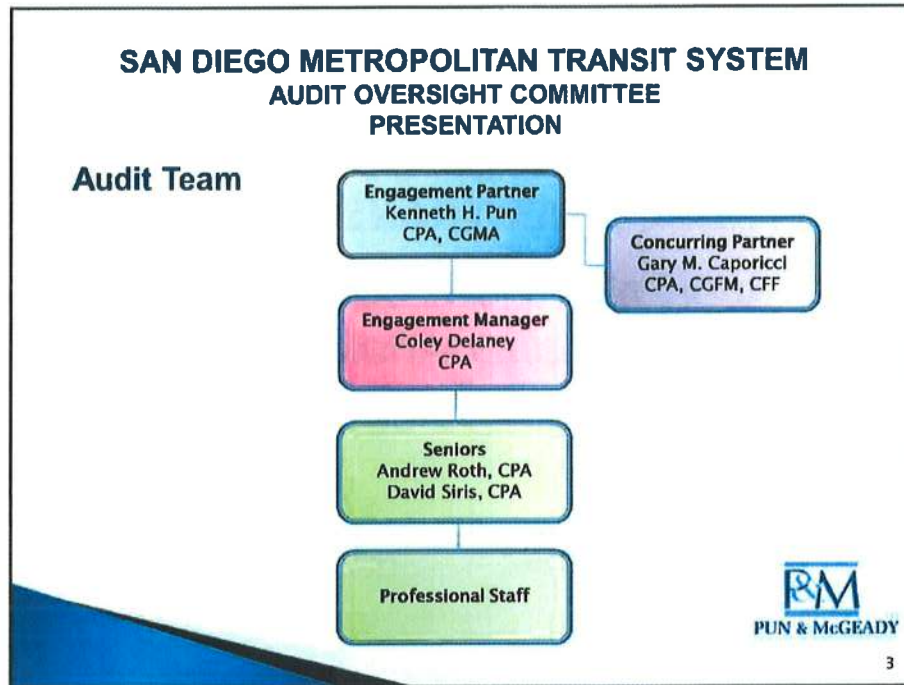 SAN DIEGO METROPOLITAN TRANSIT SYSTEM
AUDIT OVERSIGHT COMMITTEE
PRESENTATION
Audit Team
Engagement Partner
Kenneth H. Pun
CPA, CGMA
Concurring Partner
Gary M. Caporicci
CPA, CGFM, CFF
Engagement Manager
Coley Delaney
CPA
Seniors
Andrew Roth, CPA
David Siris, CPA
Professional Staff
P&M
PUN & McGEADY
3